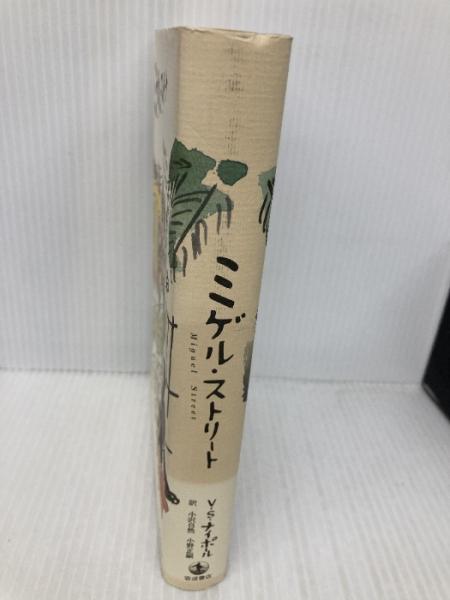 ミゲル・ストリート
Miguel Street
V・S・ナイポール
訳 小沢自然 小野正嗣
岩波書店